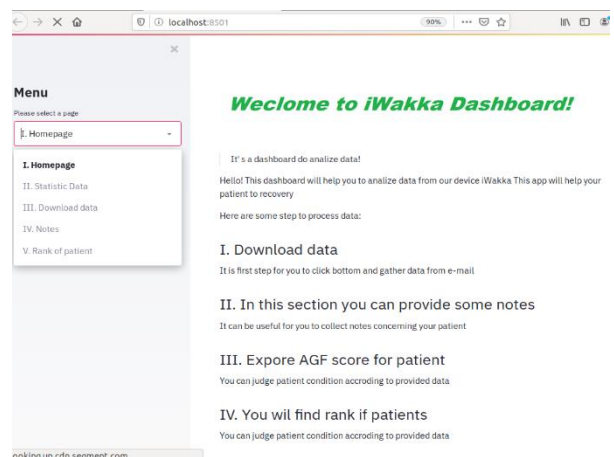 localhost:8501
90%
Menu
Please select a page
I. Homepage
I. Homepage
II. Statistic Data
III. Download data
IV. Notes
V. Rank of patient
Weclome to iWakka Dashboard!
It's a dashboard do analize data!
Hello! This dashboard will help you to analize data from our device iWakka This app will help your
patient to recovery
Here are some step to process data:
I. Download data
It is first step for you to click bottom and gather data from e-mail
II. In this section you can provide some notes
It can be useful for you to collect notes concerning your patient
III. Expore AGF score for patient
You can judge patient condition accroding to provided data
IV. You wil find rank if patients
You can judge patient condition accroding to provided data
ooking up cdn.segment.com